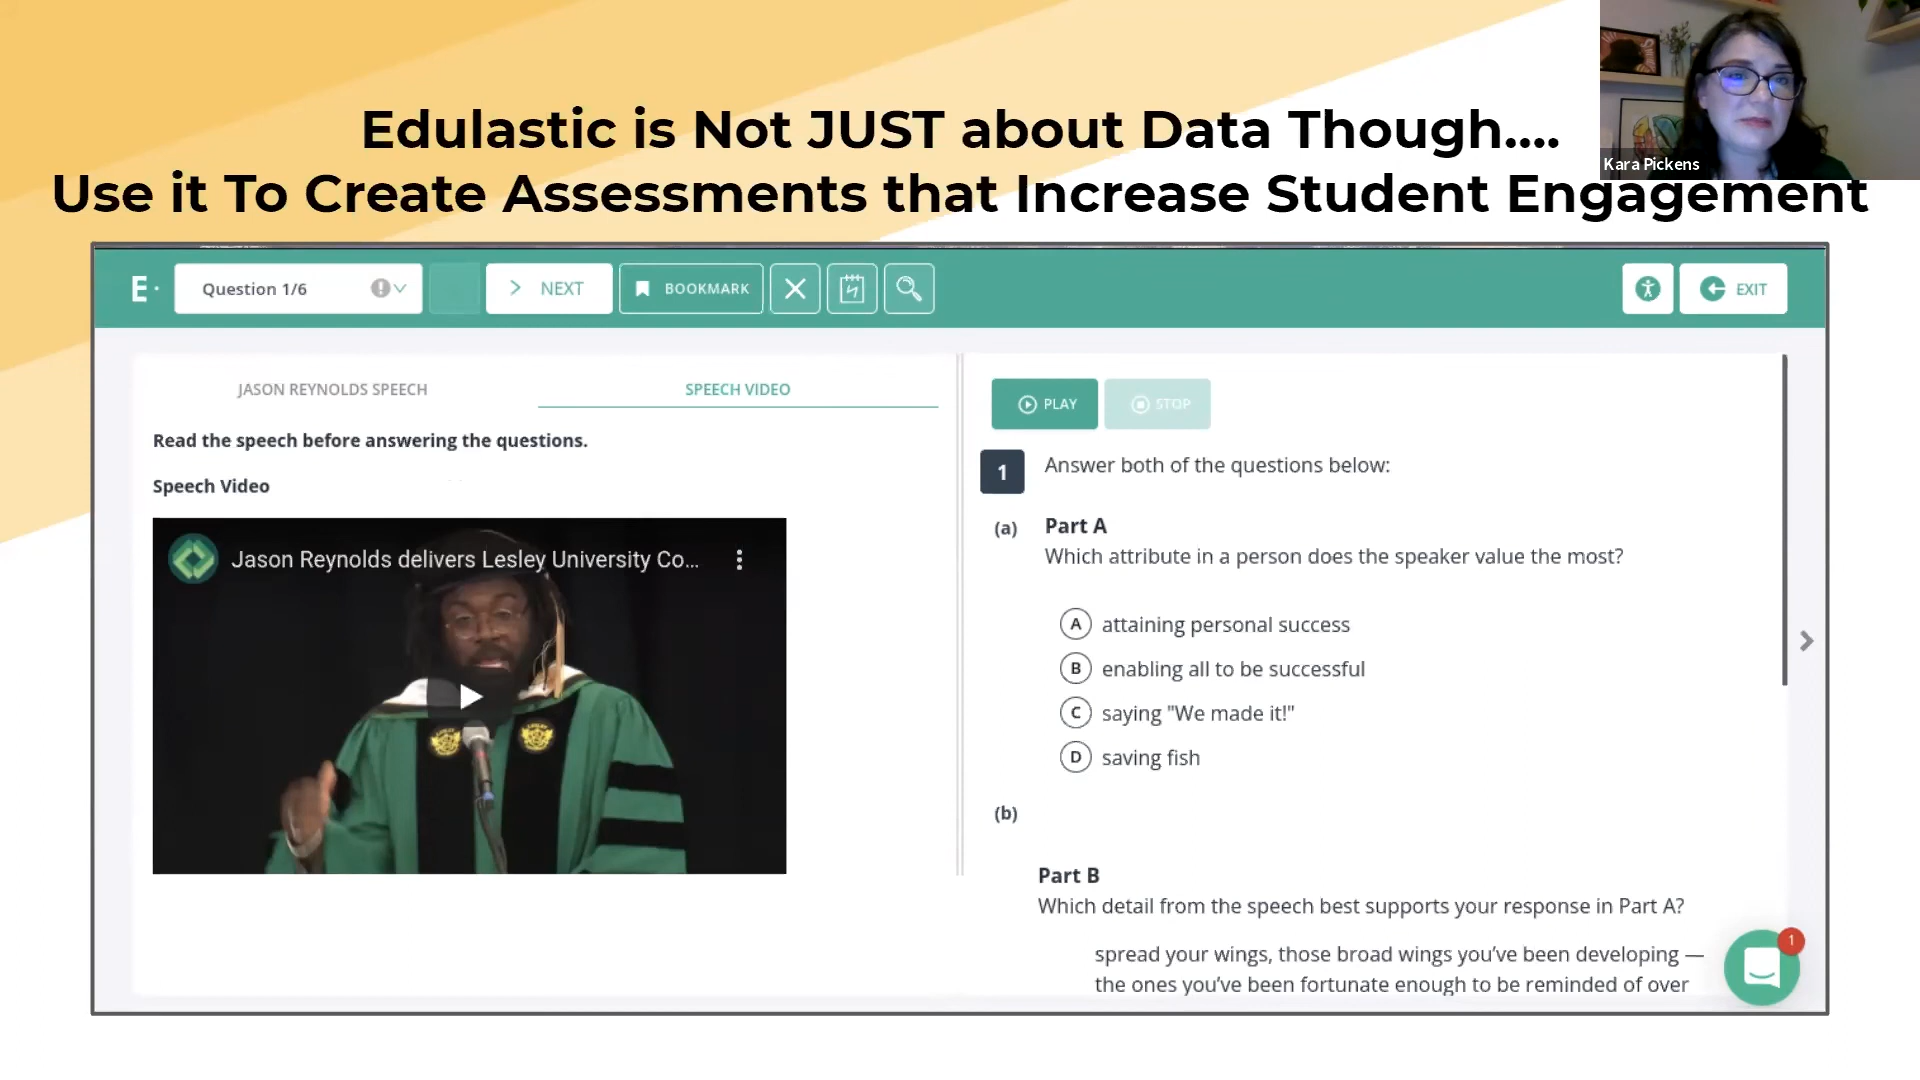 Edulastic is Not JUST about Data Though....
Use it To Create Assessments that Increase Student Engagement
Kara Pickens
E
Question 1/6
NEXT
BOOKMARK
EXIT
JASON REYNOLDS SPEECH
SPEECH VIDEO
Read the speech before answering the questions.
Speech Video
Jason Reynolds delivers Lesley University Co...
PLAY
STOP
1
Answer both of the questions below:
(a)
Part A
Which attribute in a person does the speaker value the most?
A attaining personal success
B enabling all to be successful
C saying "We made it!"
D saving fish
(b)
Part B
Which detail from the speech best supports your response in Part A?
spread your wings, those broad wings you’ve been developing —
the ones you’ve been fortunate enough to be reminded of over
1